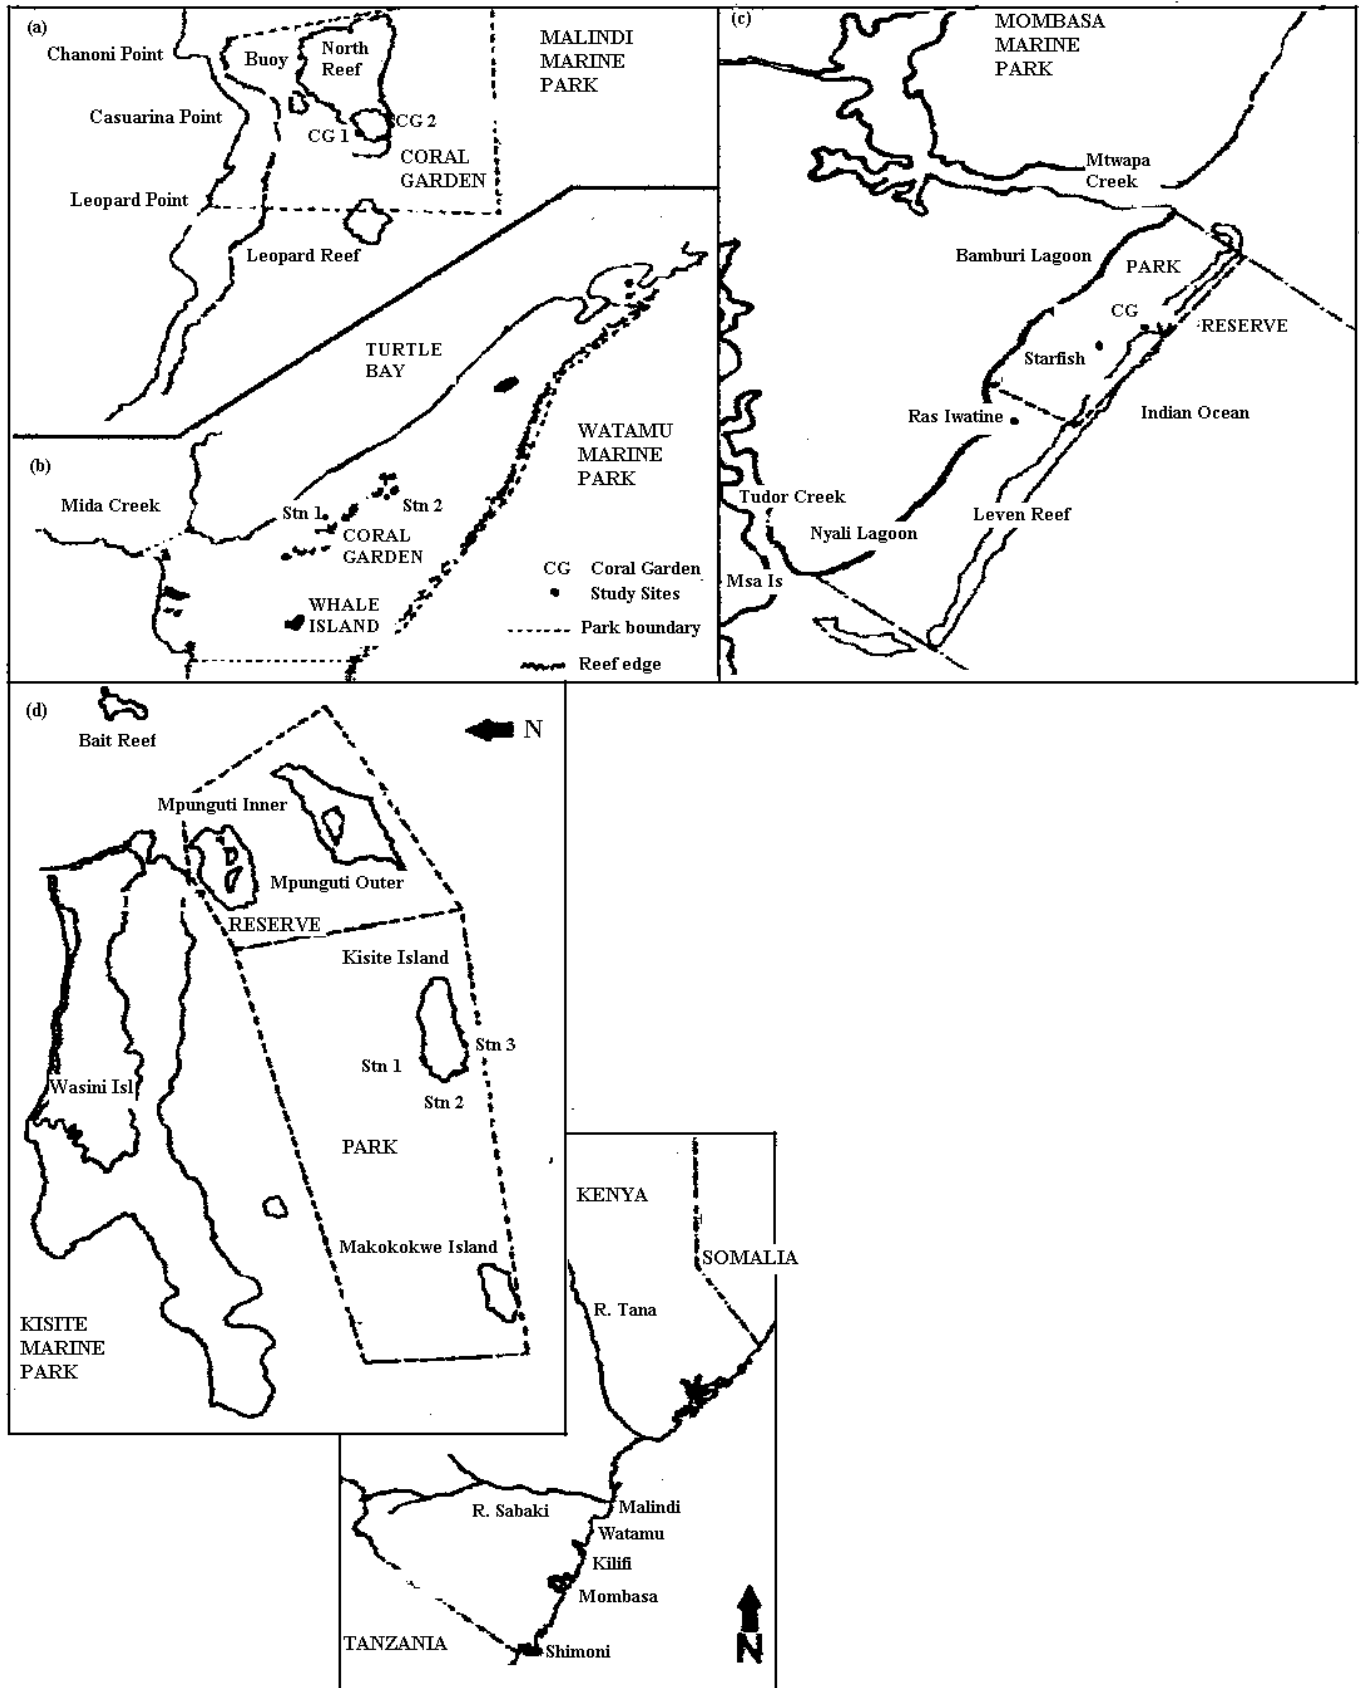 (a)
Chanoni Point
Buoy
North
Reef
MALINDI
MARINE
PARK
Casuarina Point
CG 1
CG 2
CORAL
GARDEN
Leopard Point
Leopard Reef
(b)
TURTLE
BAY
WATAMU
MARINE
PARK
Mida Creek
Stn 1
Stn 2
CORAL
GARDEN
WHALE
ISLAND
CG Coral Garden
Study Sites
Park boundary
Reef edge
(c)
MOMBASA
MARINE
PARK
Mtwapa
Creek
Bamburi Lagoon
PARK
CG
RESERVE
Starfish
Ras Iwatine
Indian Ocean
Tudor Creek
Leven Reef
Nyali Lagoon
Msa Is
(d)
Bait Reef
N
Mpunguti Inner
Mpunguti Outer
RESERVE
Kisite Island
Stn 3
Stn 1
Wasini Isl
Stn 2
PARK
Makokokwe Island
KISITE
MARINE
PARK
KENYA
SOMALIA
R. Tana
R. Sabaki
Malindi
Watamu
Kilifi
Mombasa
TANZANIA
Shimoni
N